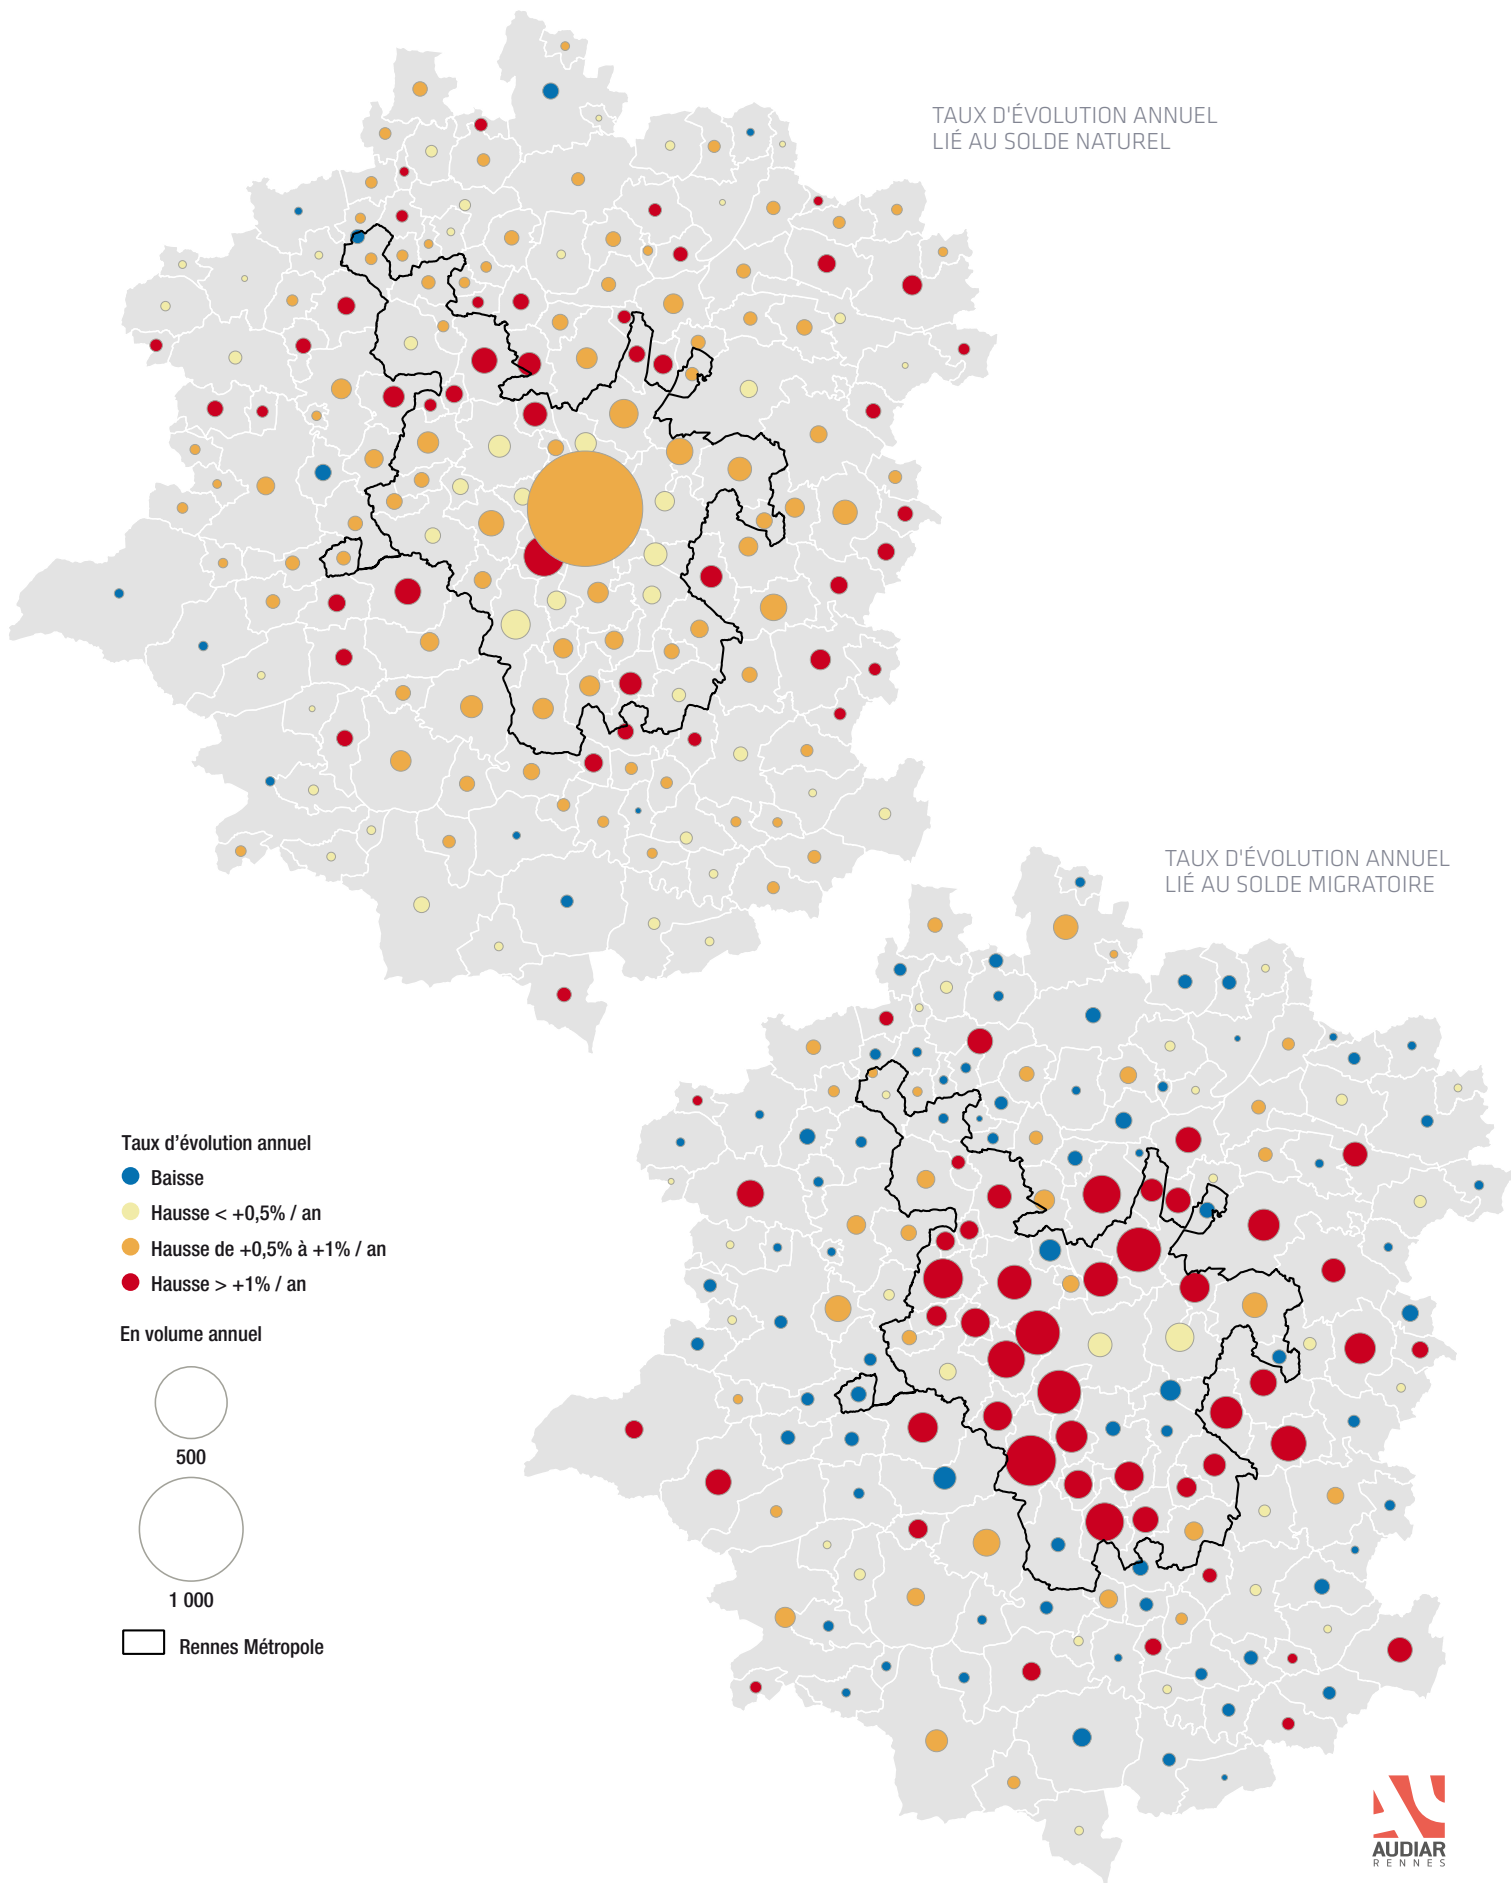 TAUX D'ÉVOLUTION ANNUEL
LIÉ AU SOLDE NATUREL
TAUX D'ÉVOLUTION ANNUEL
LIÉ AU SOLDE MIGRATOIRE
Taux d'évolution annuel
Baisse
Hausse < +0,5% / an
Hausse de +0,5% à +1% / an
Hausse > +1% / an
En volume annuel
500
1 000
Rennes Métropole
AUDIAR
RENNES